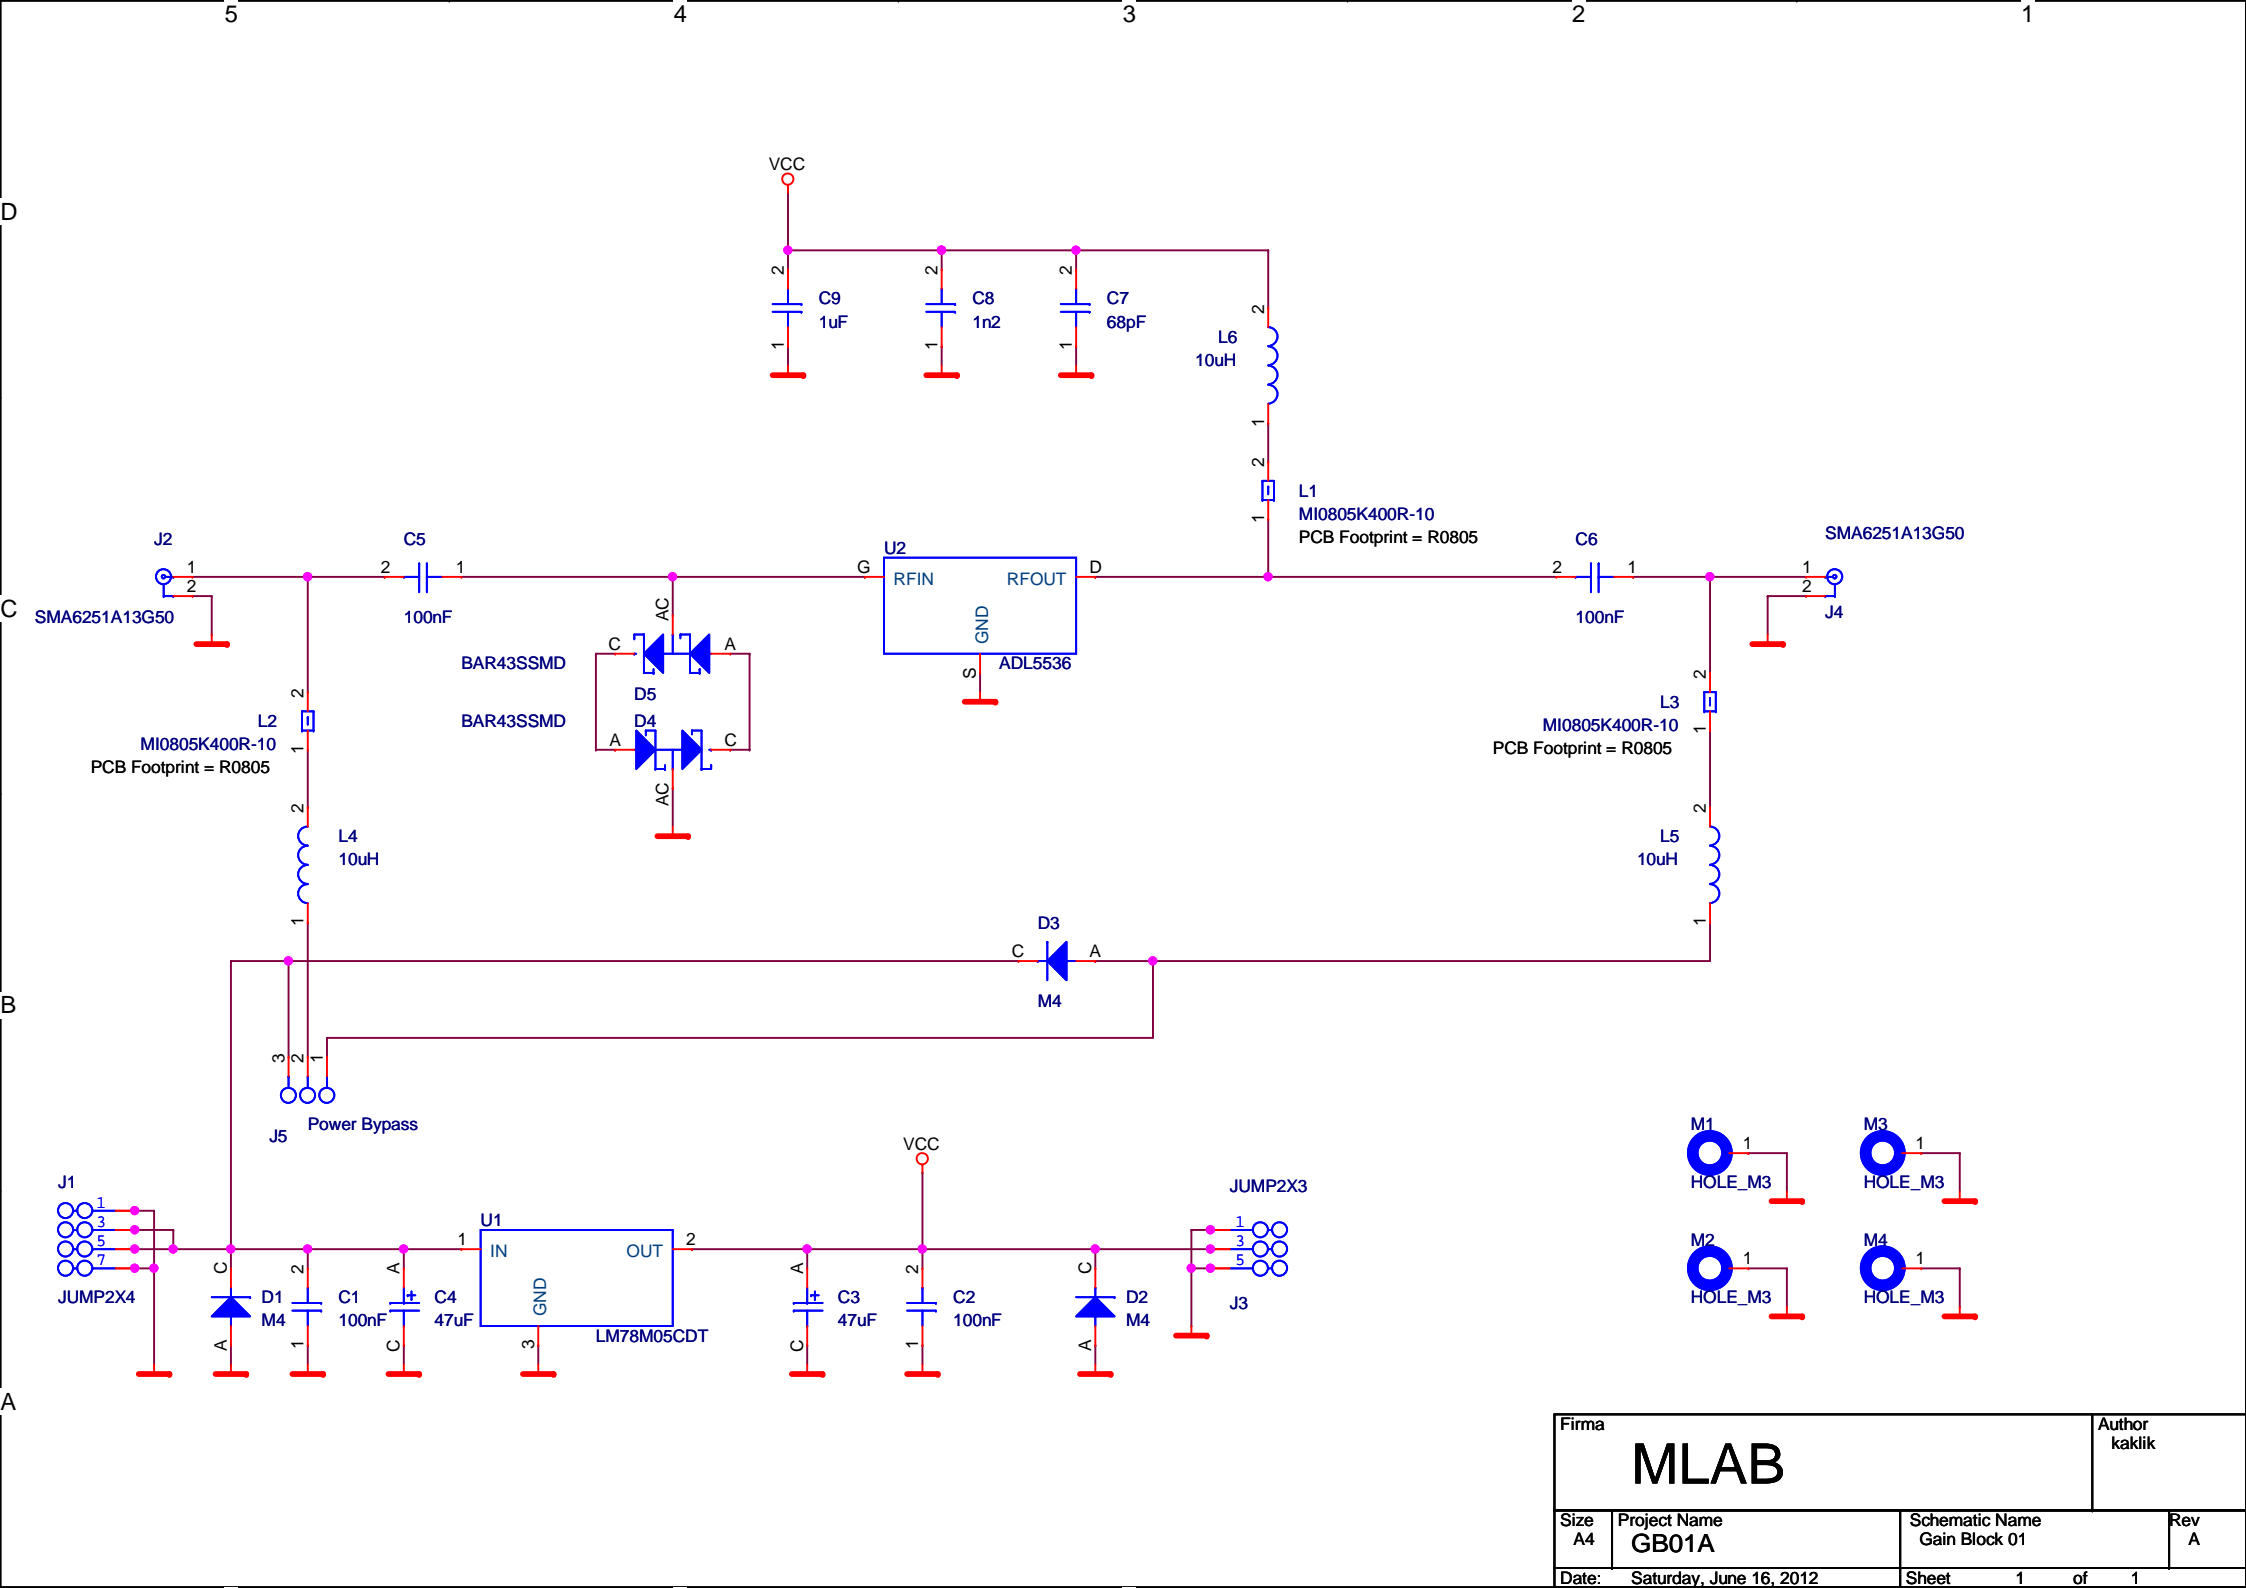 5 4 3 2 1
D
C
B
A
VCC
2
C9
1uF
1
2
C8
1n2
1
2
C7
68pF
1
2
L6
10uH
1
2
L1
MI0805K400R-10
PCB Footprint = R0805
1
J2
1
2
SMA6251A13G50
C5
2 1
100nF
U2
G RFIN RFOUT D
GND
S
ADL5536
C6
2 1
100nF
SMA6251A13G50
1
2
J4
AC
C A
BAR43SSMD
D5
BAR43SSMD
D4
A C
AC
2
L2
MI0805K400R-10
PCB Footprint = R0805
1
2
L4
10uH
1
2
L3
MI0805K400R-10
PCB Footprint = R0805
1
2
L5
10uH
1
D3
C A
M4
3 2 1
Power Bypass
J5
J1
1
3
5
7
JUMP2X4
C
D1
M4
A
2
C1
100nF
1
A
+
C4
47uF
C
U1
1 IN OUT 2
GND
3
LM78M05CDT
VCC
A
+
C3
47uF
C
2
C2
100nF
1
C
D2
M4
A
JUMP2X3
1
3
5
J3
M1
1
HOLE_M3
M3
1
HOLE_M3
M2
1
HOLE_M3
M4
1
HOLE_M3
Firma
MLAB
Author
kaklik
Size
A4
Project Name
GB01A
Schematic Name
Gain Block 01
Rev
A
Date: Saturday, June 16, 2012
Sheet 1 of 1